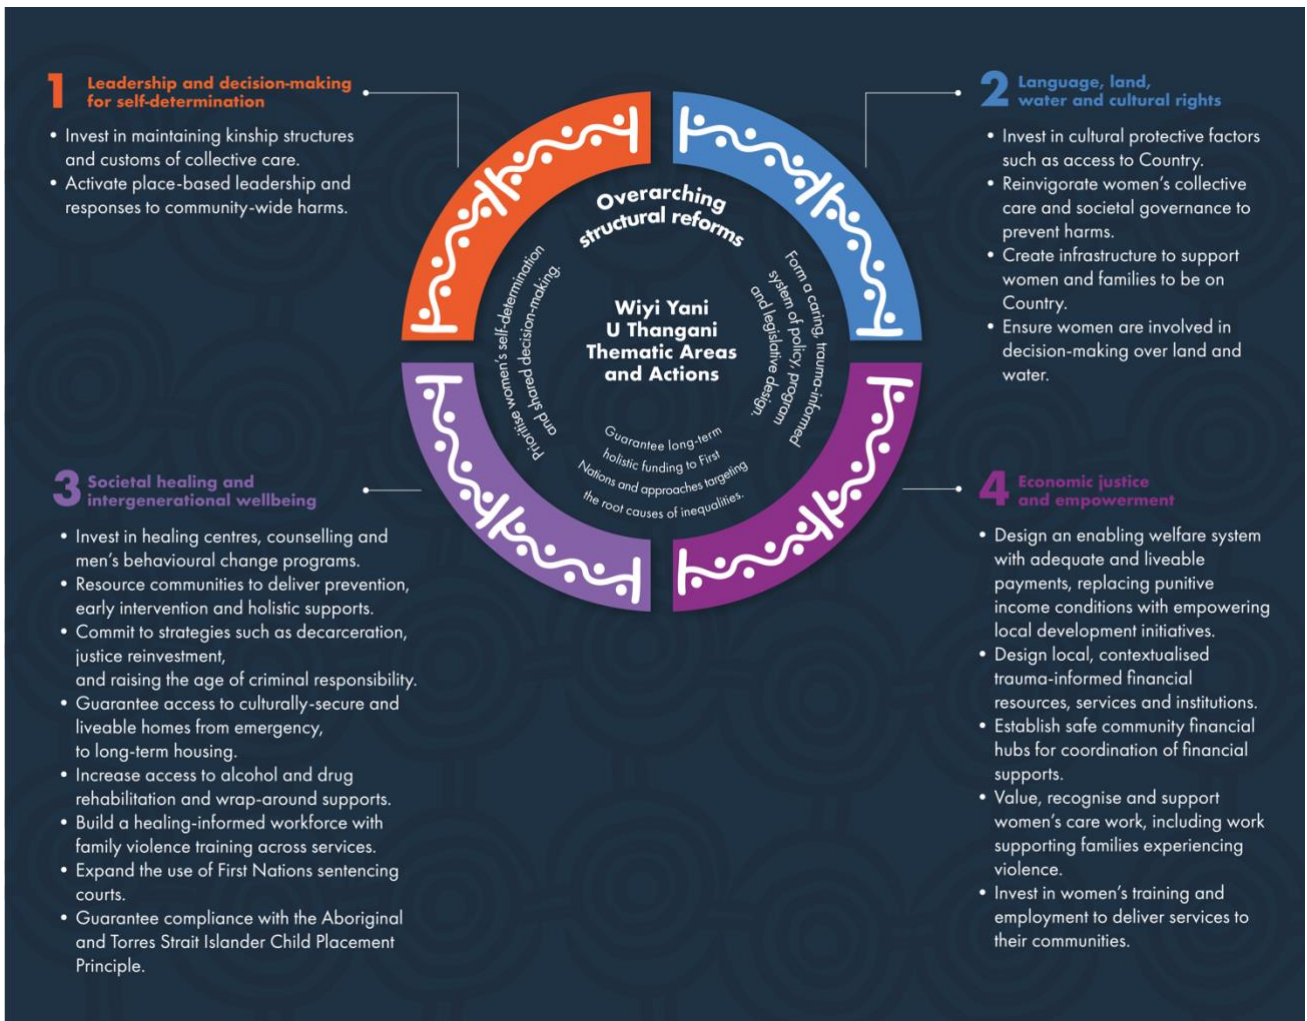 1 Leadership and decision-making
for self-determination
• Invest in maintaining kinship structures
and customs of collective care.
• Activate place-based leadership and
responses to community-wide harms.
2 Language, land,
water and cultural rights
• Invest in cultural protective factors
such as access to Country.
• Reinvigorate women's collective
care and societal governance to
prevent harms.
• Create infrastructure to support
women and families to be on
Country.
• Ensure women are involved in
decision-making over land and
water.
Overarching
structural reforms
Prioritise women's self-determination
and shared decision-making.
Wiyi Yani
U Thangani
Thematic Areas
and Actions
Form a caring, trauma-informed
system of policy, program
and legislative design.
Guarantee long-term
holistic funding to First
Nations and approaches targeting
the root causes of inequalities.
3 Societal healing and
intergenerational wellbeing
• Invest in healing centres, counselling and
men's behavioural change programs.
• Resource communities to deliver prevention,
early intervention and holistic supports.
• Commit to strategies such as decarceration,
justice reinvestment,
and raising the age of criminal responsibility.
• Guarantee access to culturally-secure and
liveable homes from emergency,
to long-term housing.
• Increase access to alcohol and drug
rehabilitation and wrap-around supports.
• Build a healing-informed workforce with
family violence training across services.
• Expand the use of First Nations sentencing
courts.
• Guarantee compliance with the Aboriginal
and Torres Strait Islander Child Placement
Principle.
4 Economic justice
and empowerment
• Design an enabling welfare system
with adequate and liveable
payments, replacing punitive
income conditions with empowering
local development initiatives.
• Design local, contextualised
trauma-informed financial
resources, services and institutions.
• Establish safe community financial
hubs for coordination of financial
supports.
• Value, recognise and support
women's care work, including work
supporting families experiencing
violence.
• Invest in women's training and
employment to deliver services to
their communities.